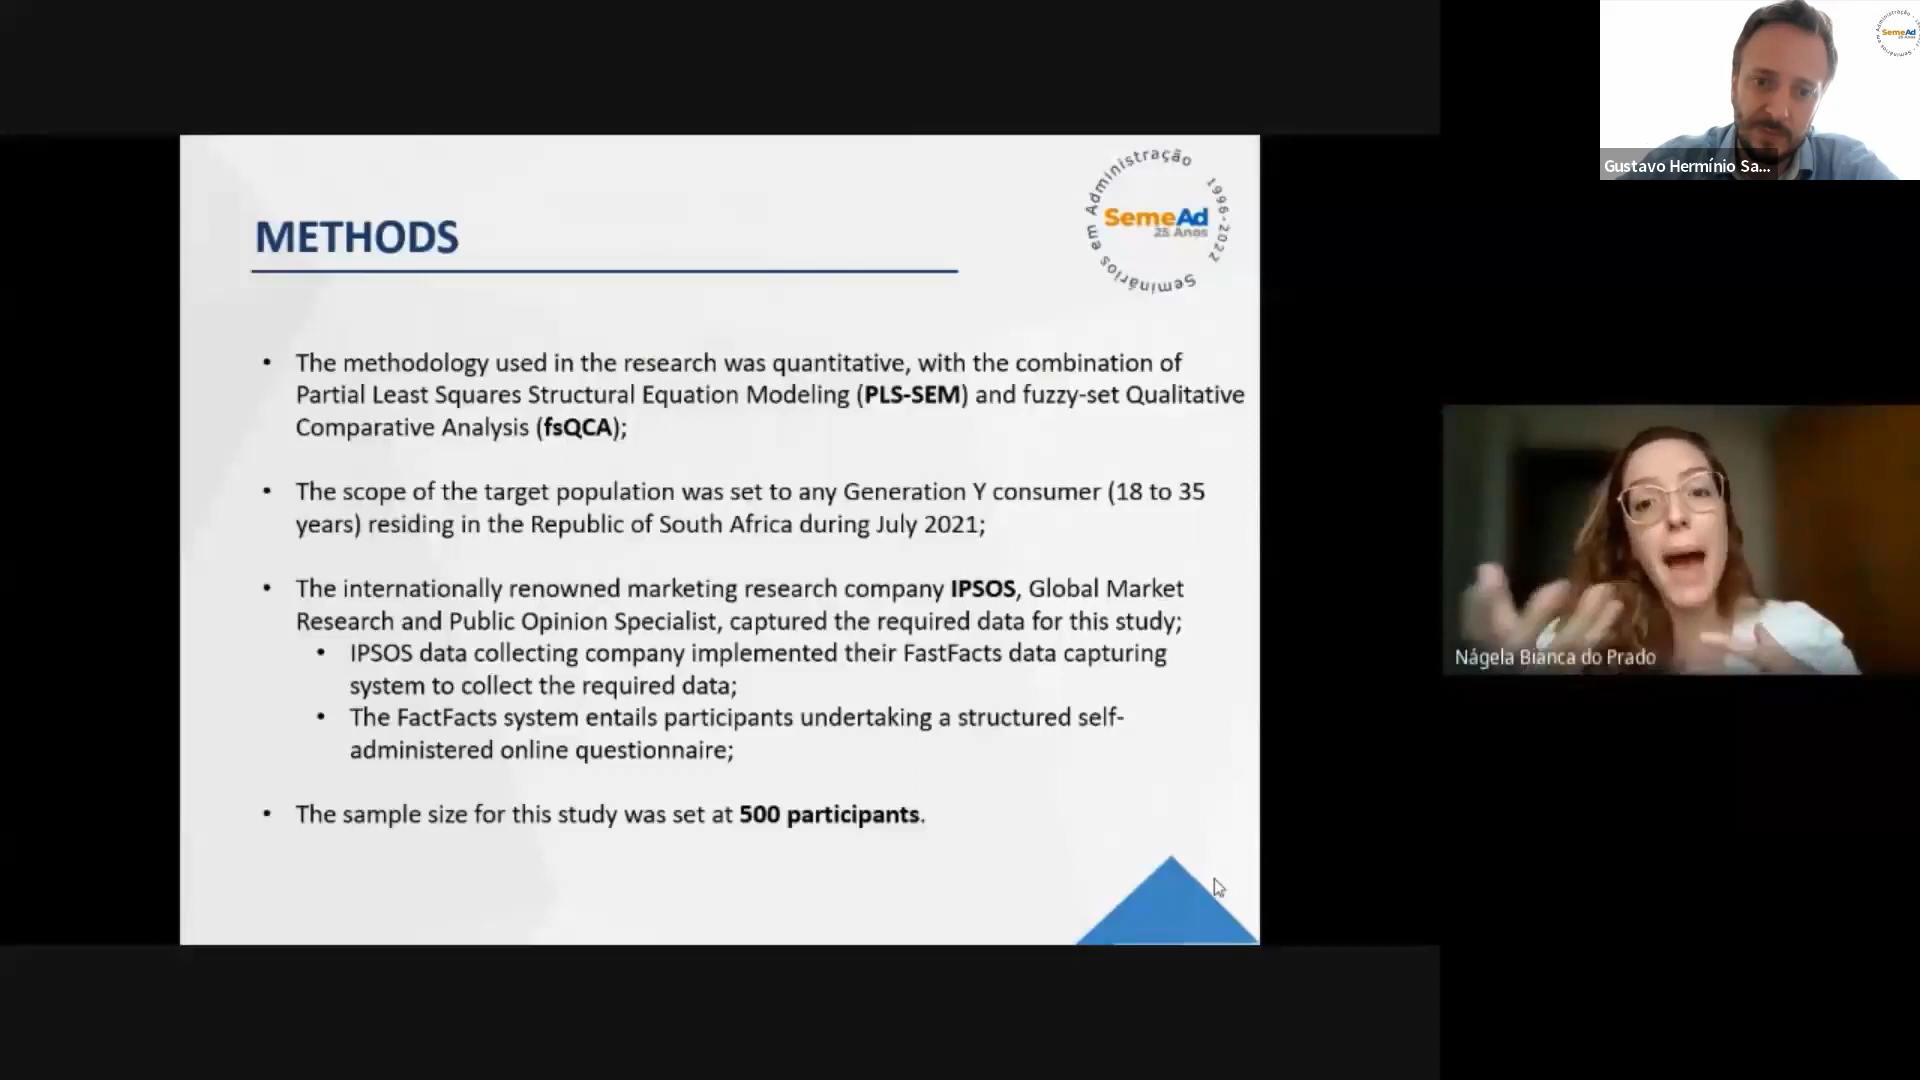 METHODS
Seminários em Administração 1996-2022
SemeAd
25 Anos
• The methodology used in the research was quantitative, with the combination of
Partial Least Squares Structural Equation Modeling (PLS-SEM) and fuzzy-set Qualitative
Comparative Analysis (fsQCA);
• The scope of the target population was set to any Generation Y consumer (18 to 35
years) residing in the Republic of South Africa during July 2021;
• The internationally renowned marketing research company IPSOS, Global Market
Research and Public Opinion Specialist, captured the required data for this study;
• IPSOS data collecting company implemented their FastFacts data capturing
system to collect the required data;
• The FactFacts system entails participants undertaking a structured self-
administered online questionnaire;
• The sample size for this study was set at 500 participants.
SemeAd
Gustavo Hermínio Sa...
Nágela Bianca do Prado